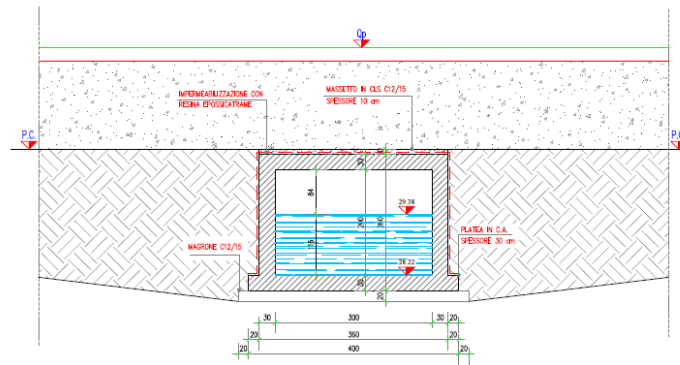 Qp
IMPERMEABILIZZAZIONE CON
RESINA EPOSSICATRAME
MASSETTO IN CLS C12/15
SPESSORE 10 cm
P.C.
P.C
30
84
29.38
200
116
MAGRONE C12/15
PLATEA IN C.A.
SPESSORE 30 cm
28.22
30
20
30
300
30
20
20
360
20
400
20